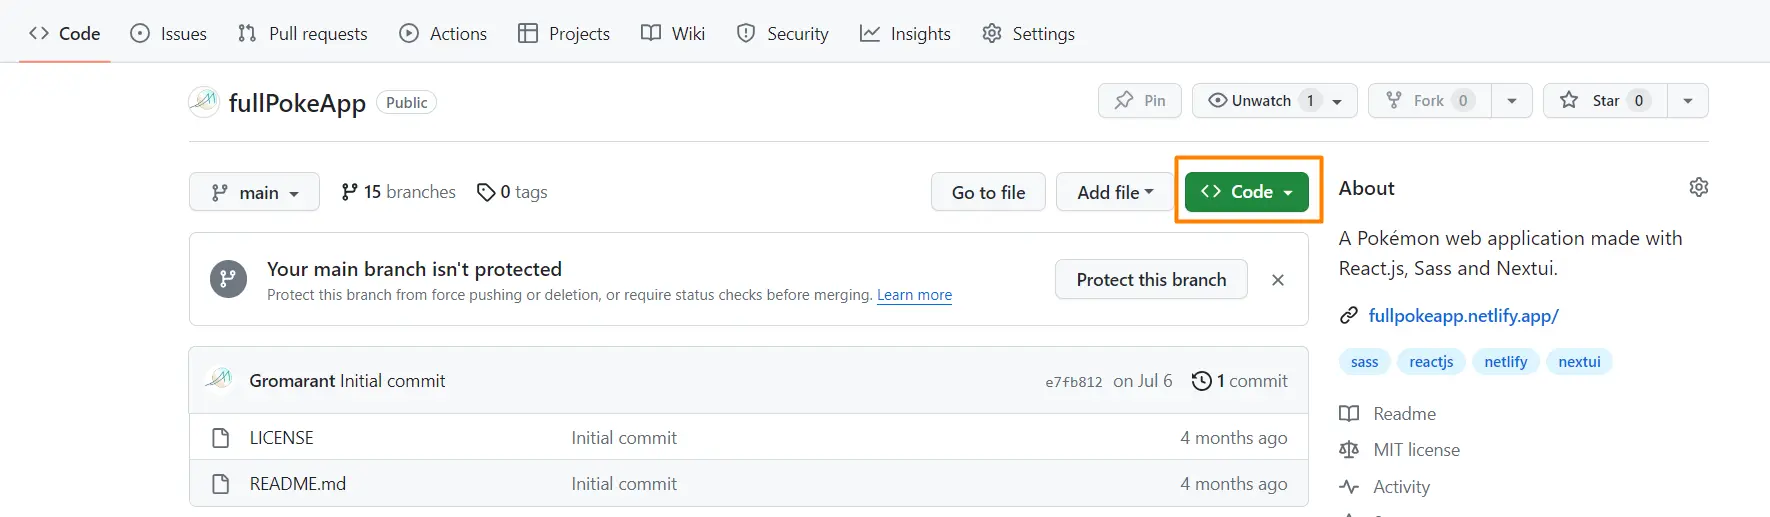 Code Issues Pull requests Actions Projects Wiki Security Insights Settings
fullPokeApp Public Pin Unwatch 1 Fork 0 Star 0
main 15 branches 0 tags Go to file Add file Code
About
A Pokémon web application made with
React.js, Sass and Nextui.
fullpokeapp.netlify.app/
sass reactjs netlify nextui
Readme
MIT license
Activity
Your main branch isn't protected
Protect this branch from force pushing or deletion, or require status checks before merging. Learn more
Protect this branch
Gromarant Initial commit e7fb812 on Jul 6 1 commit
LICENSE Initial commit 4 months ago
README.md Initial commit 4 months ago